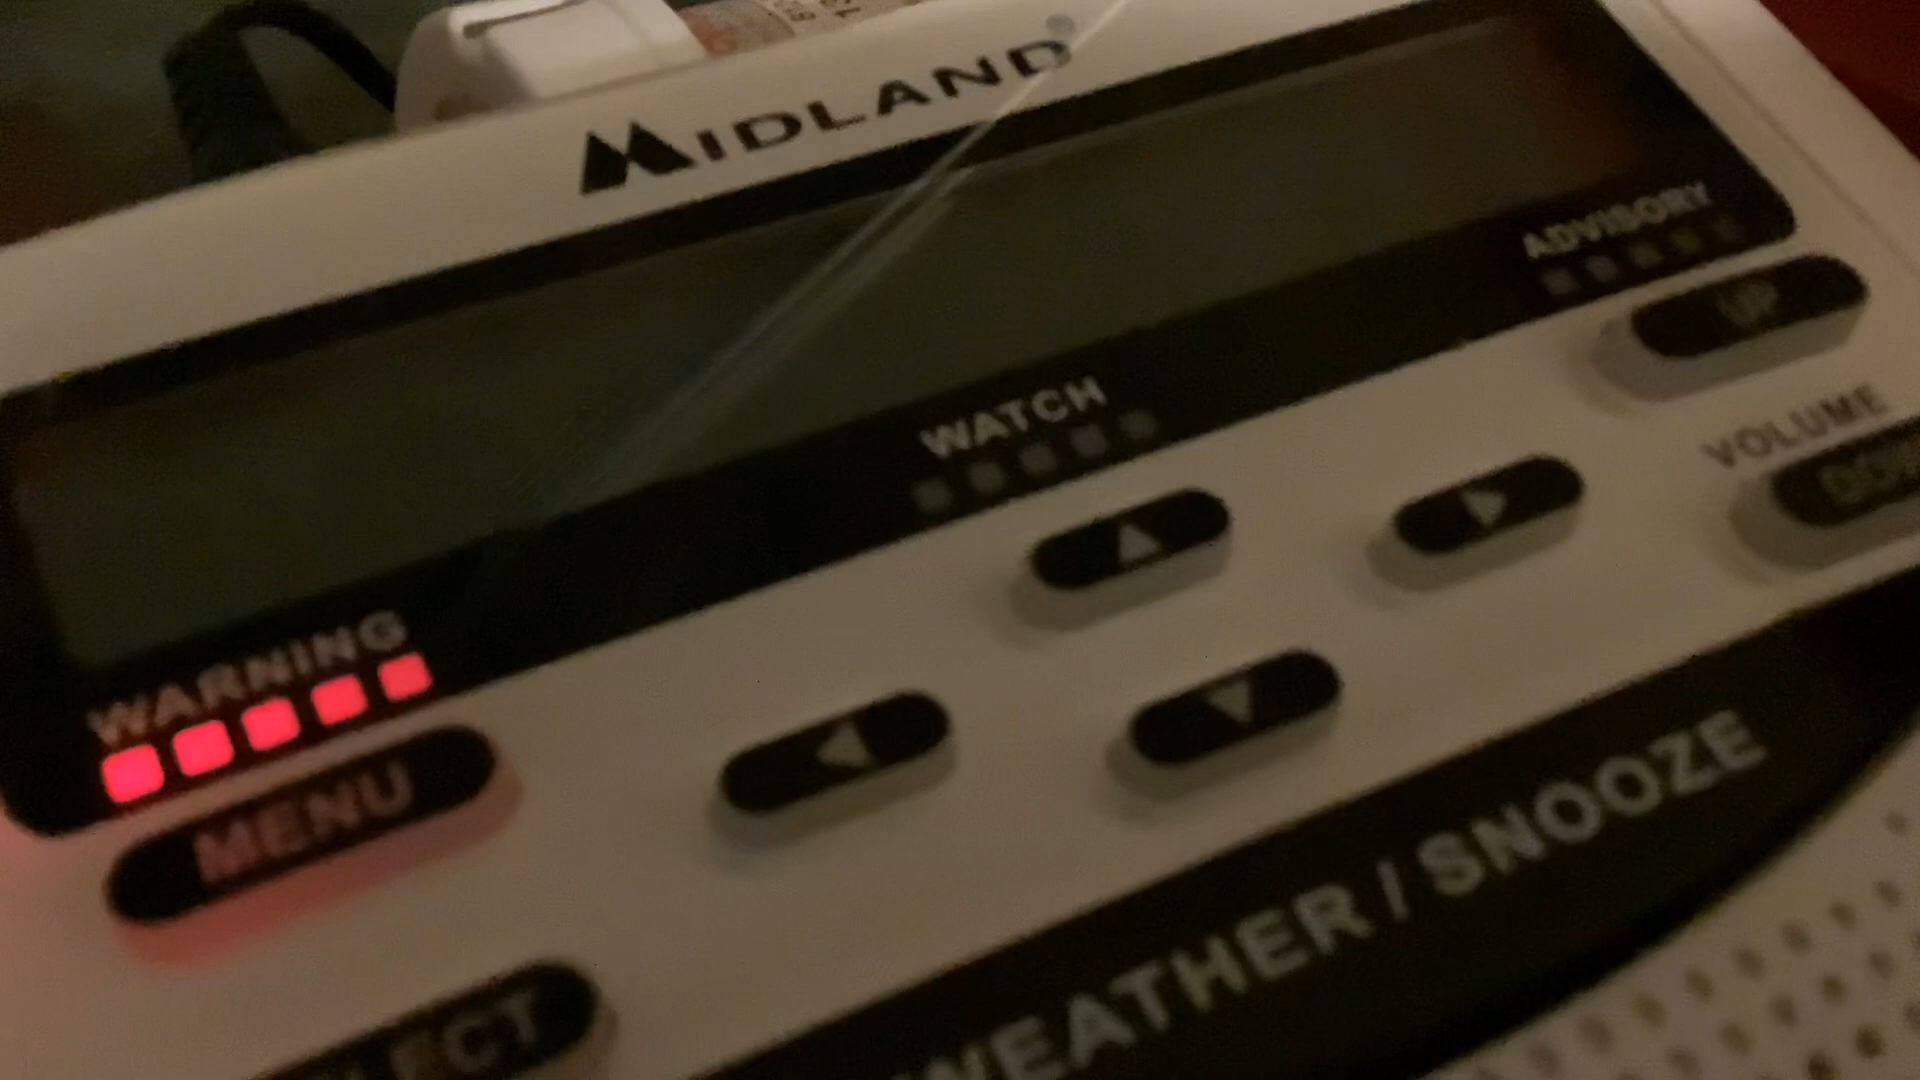 MIDLAND
ADVISORY
UP
WATCH
VOLUME
WARNING
MENU
WEATHER / SNOOZE